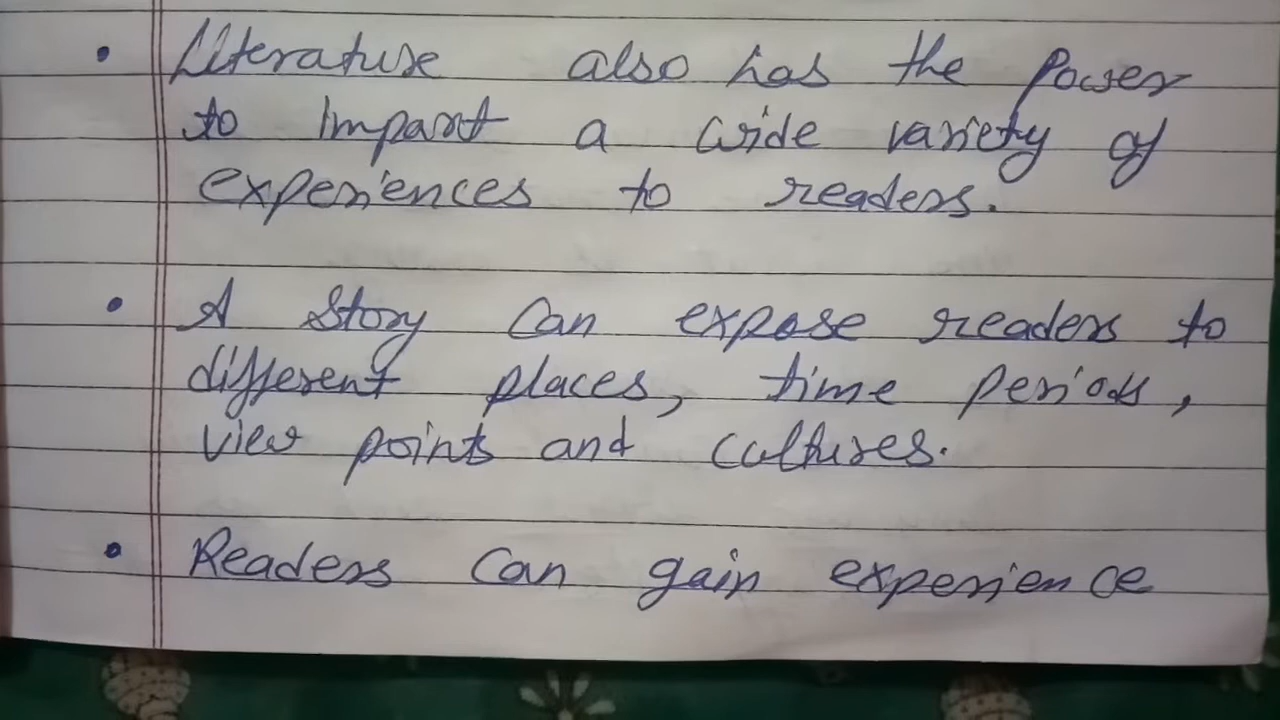 • Literature also has the Power
to impart a wide variety of
experiences to readers.
• A Story Can expose readers to
different places, time periods,
view points and cultures.
• Readers Can gain experience